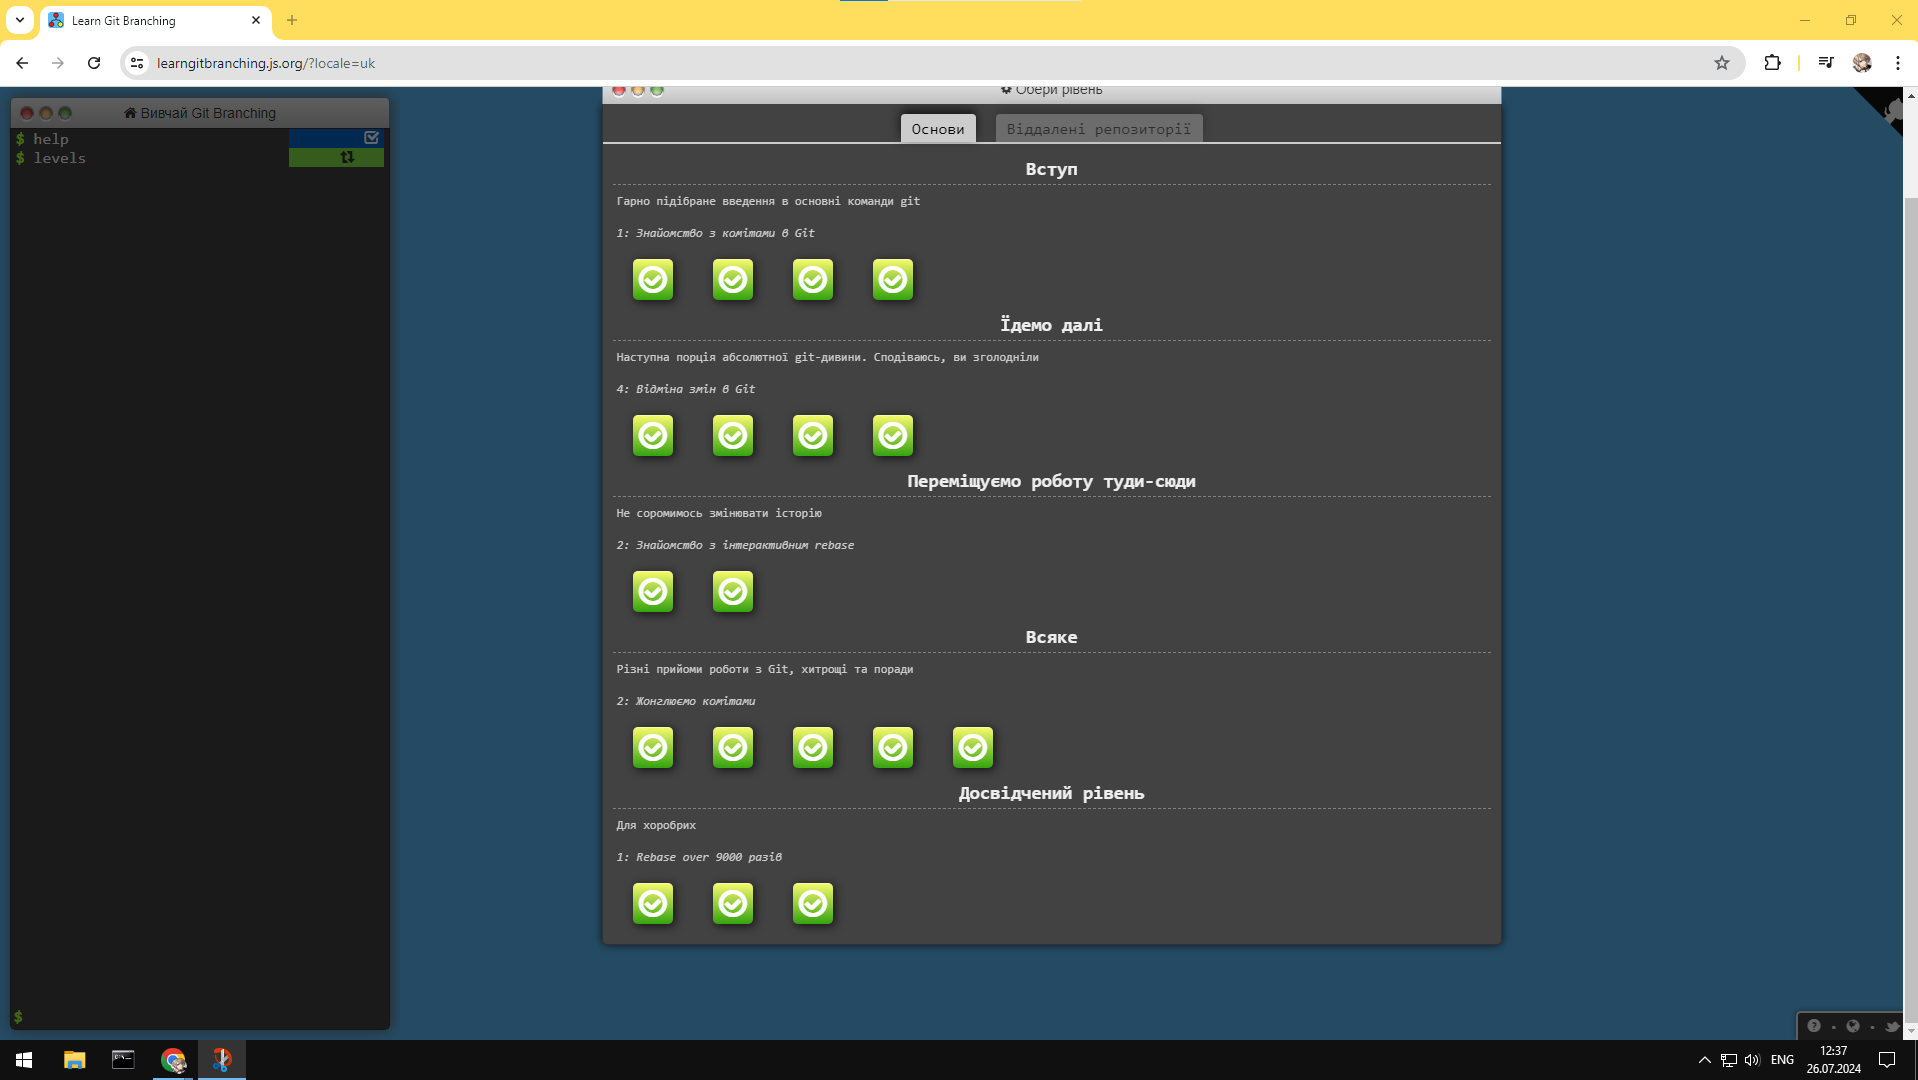 Learn Git Branching
learngitbranching.js.org/?locale=uk
Вивчай Git Branching
$ help
$ levels
$
Обери рівень
Основи
Віддалені репозиторії
Вступ
Гарно підібране введення в основні команди git
1: Знайомство з комітами в Git
Їдемо далі
Наступна порція абсолютної git-дивини. Сподіваюсь, ви зголодніли
4: Відміна змін в Git
Переміщуємо роботу туди-сюди
Не соромимось змінювати історію
2: Знайомство з інтерактивним rebase
Всяке
Різні прийоми роботи з Git, хитрощі та поради
2: Жонглюємо комітами
Досвідчений рівень
Для хоробрих
1: Rebase over 9000 разів
ENG
12:37
26.07.2024